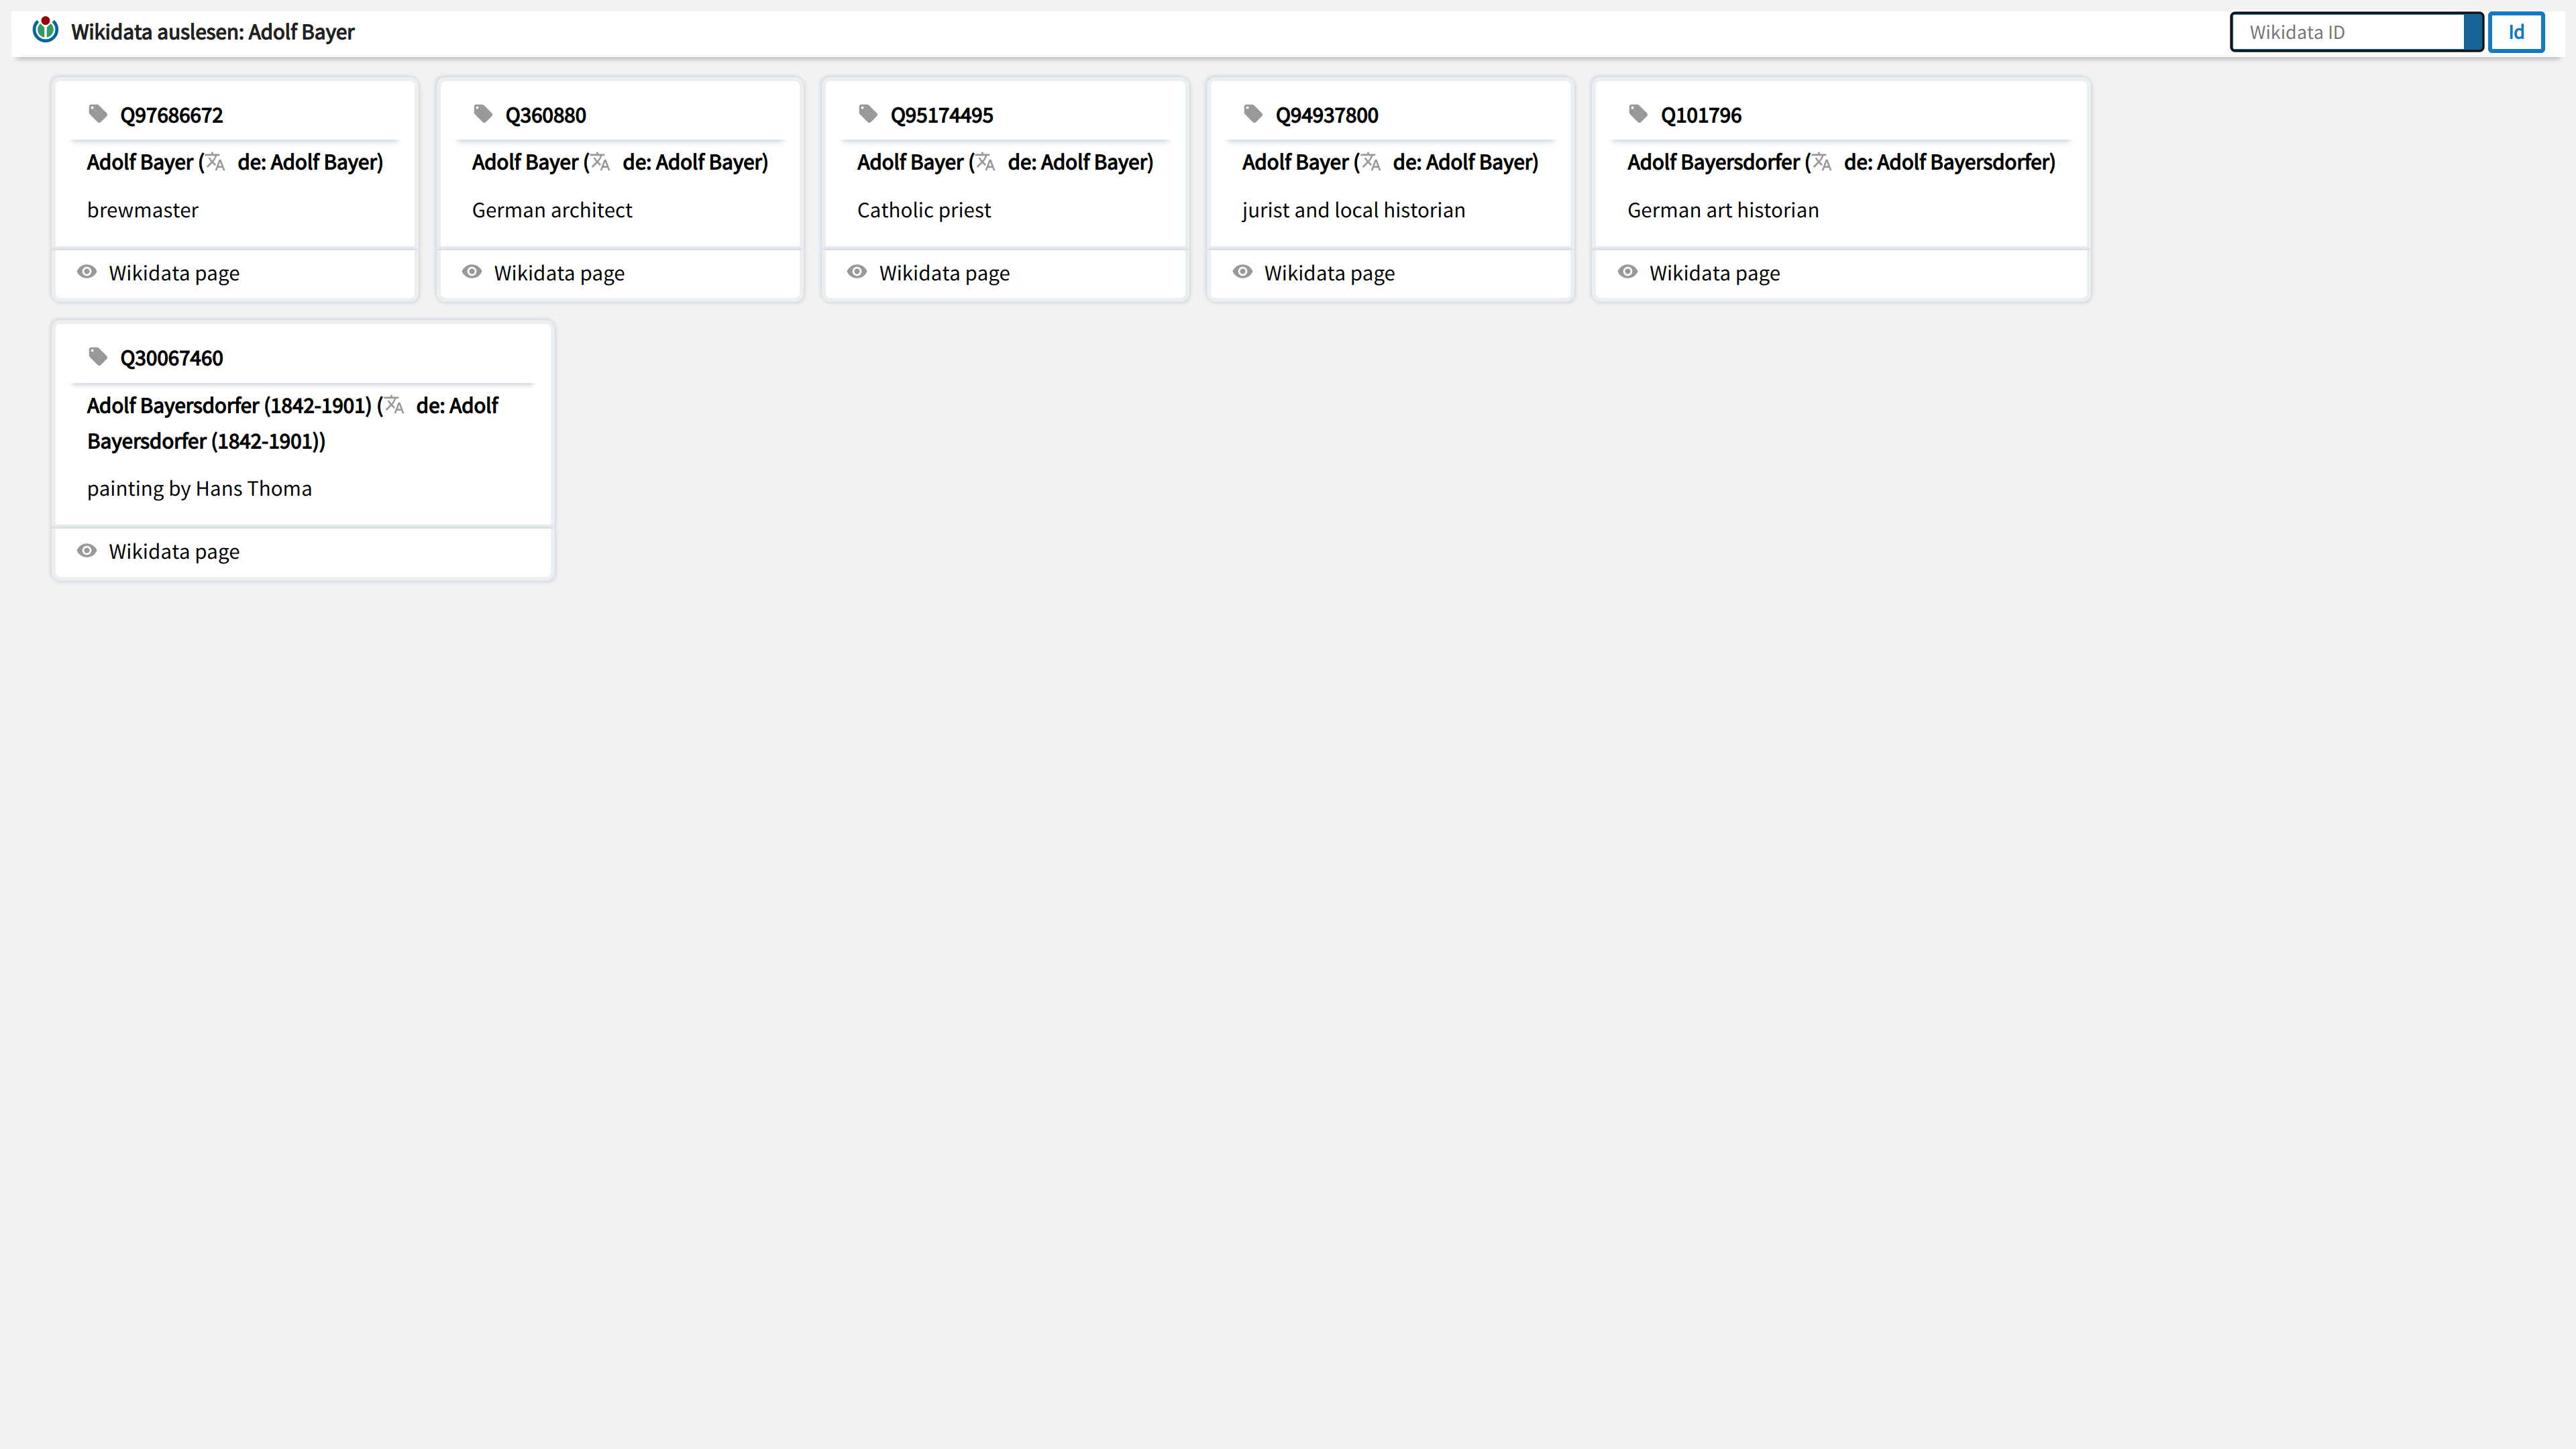 Wikidata auslesen: Adolf Bayer
Wikidata ID
Id
Q97686672
Adolf Bayer ( de: Adolf Bayer)
brewmaster
Wikidata page
Q360880
Adolf Bayer ( de: Adolf Bayer)
German architect
Wikidata page
Q95174495
Adolf Bayer ( de: Adolf Bayer)
Catholic priest
Wikidata page
Q94937800
Adolf Bayer ( de: Adolf Bayer)
jurist and local historian
Wikidata page
Q101796
Adolf Bayersdorfer ( de: Adolf Bayersdorfer)
German art historian
Wikidata page
Q30067460
Adolf Bayersdorfer (1842-1901) ( de: Adolf
Bayersdorfer (1842-1901))
painting by Hans Thoma
Wikidata page